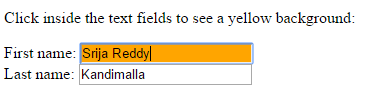 Click inside the text fields to see a yellow background:
First name: Srija Reddy
Last name: Kandimalla